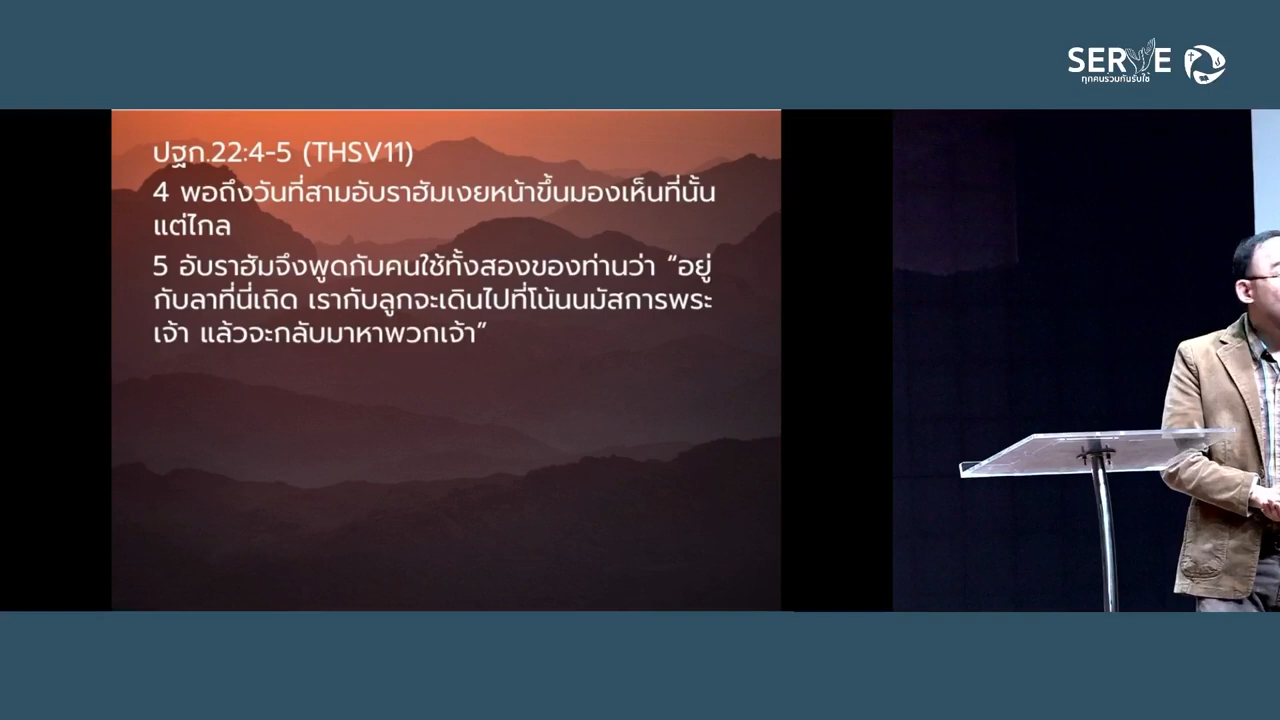 SERVE
ทุกคนร่วมกันรับใช้
ปฐก.22:4-5 (THSV11)
4 พอถึงวันที่สามอับราฮัมเงยหน้าขึ้นมองเห็นที่นั้น
แต่ไกล
5 อับราฮัมจึงพูดกับคนใช้ทั้งสองของท่านว่า “อยู่
กับลาที่นี่เถิด เรากับลูกจะเดินไปที่โน้นนมัสการพระ
เจ้า แล้วจะกลับมาหาพวกเจ้า”